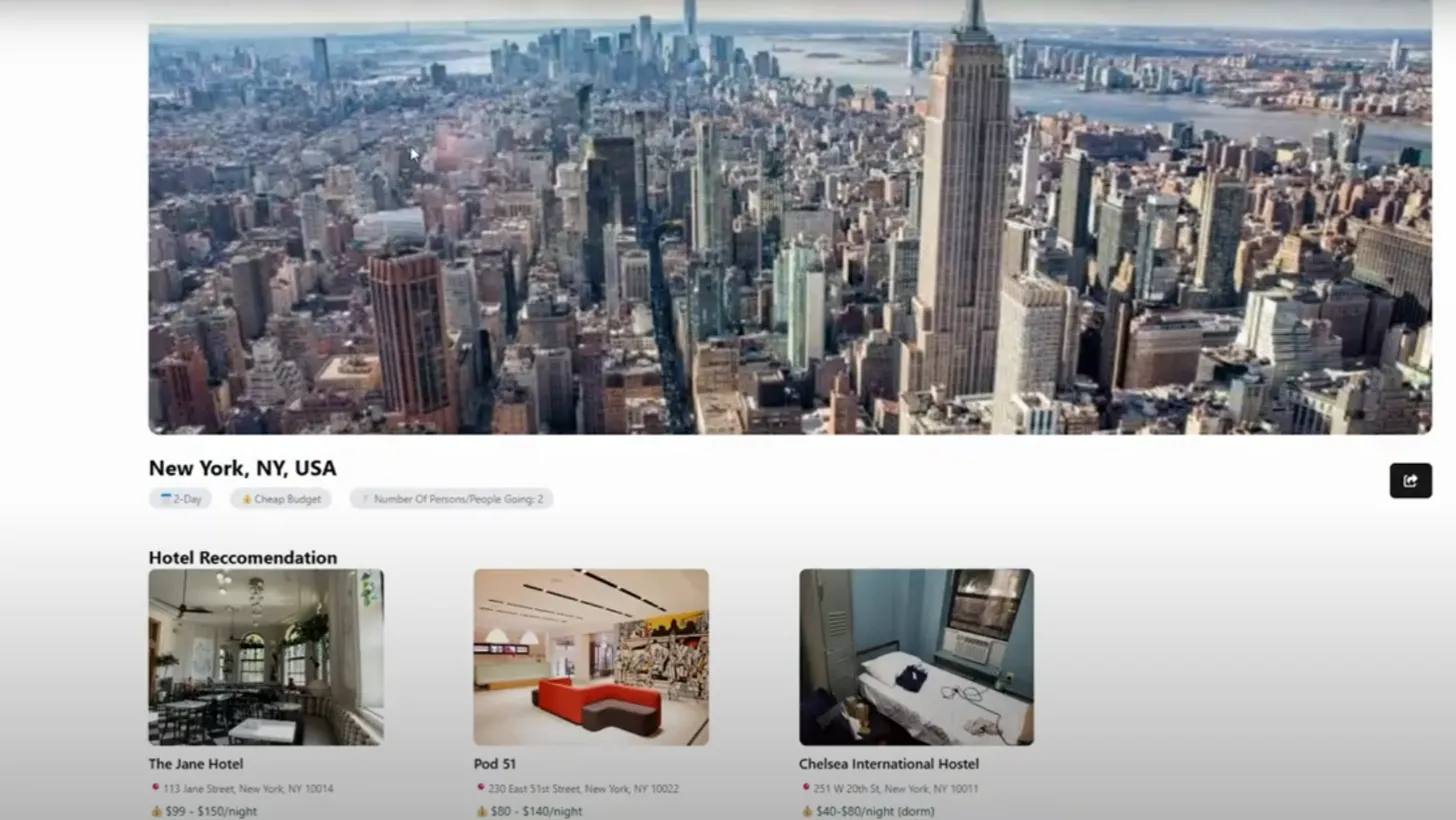 New York, NY, USA
2-Day
Cheap Budget
Number Of Persons/People Going: 2
Hotel Reccomendation
The Jane Hotel
113 Jane Street, New York, NY 10014
$99 - $150/night
Pod 51
230 East 51st Street, New York, NY 10022
$80 - $140/night
Chelsea International Hostel
251 W 20th St, New York, NY 10011
$40-$80/night (dorm)